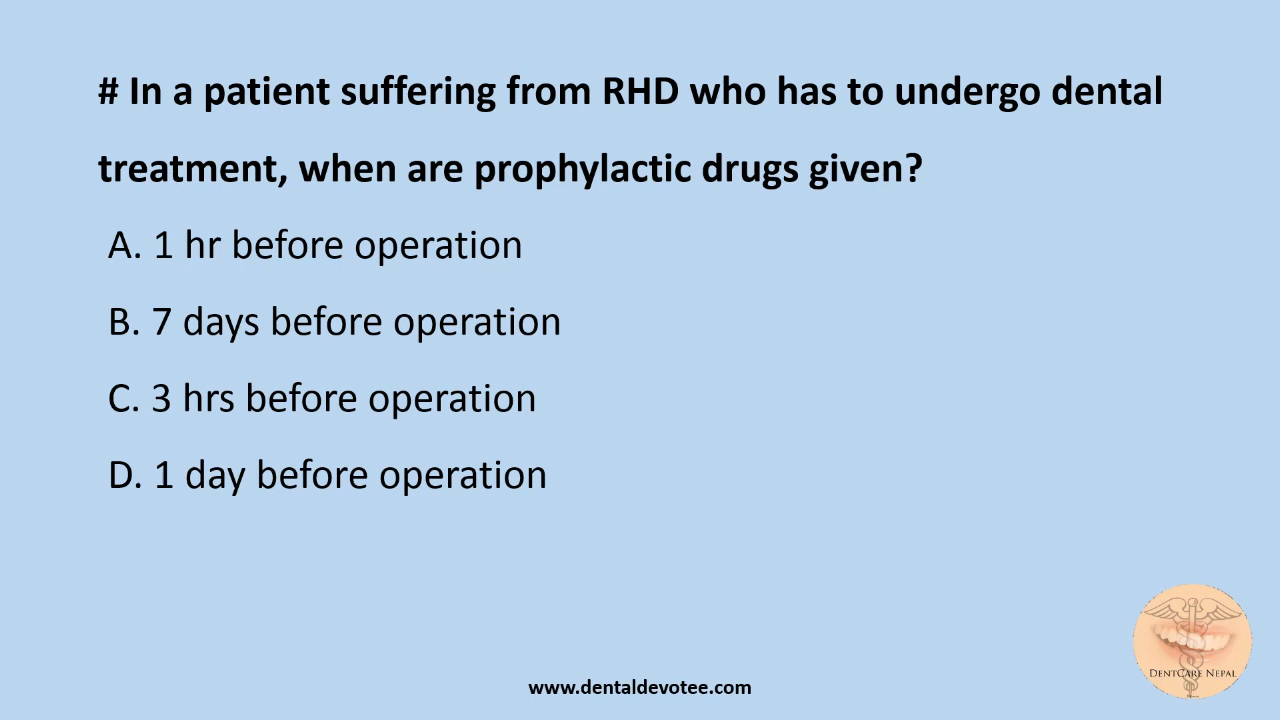 # In a patient suffering from RHD who has to undergo dental
treatment, when are prophylactic drugs given?
A. 1 hr before operation
B. 7 days before operation
C. 3 hrs before operation
D. 1 day before operation
DentCare Nepal
www.dentaldevotee.com